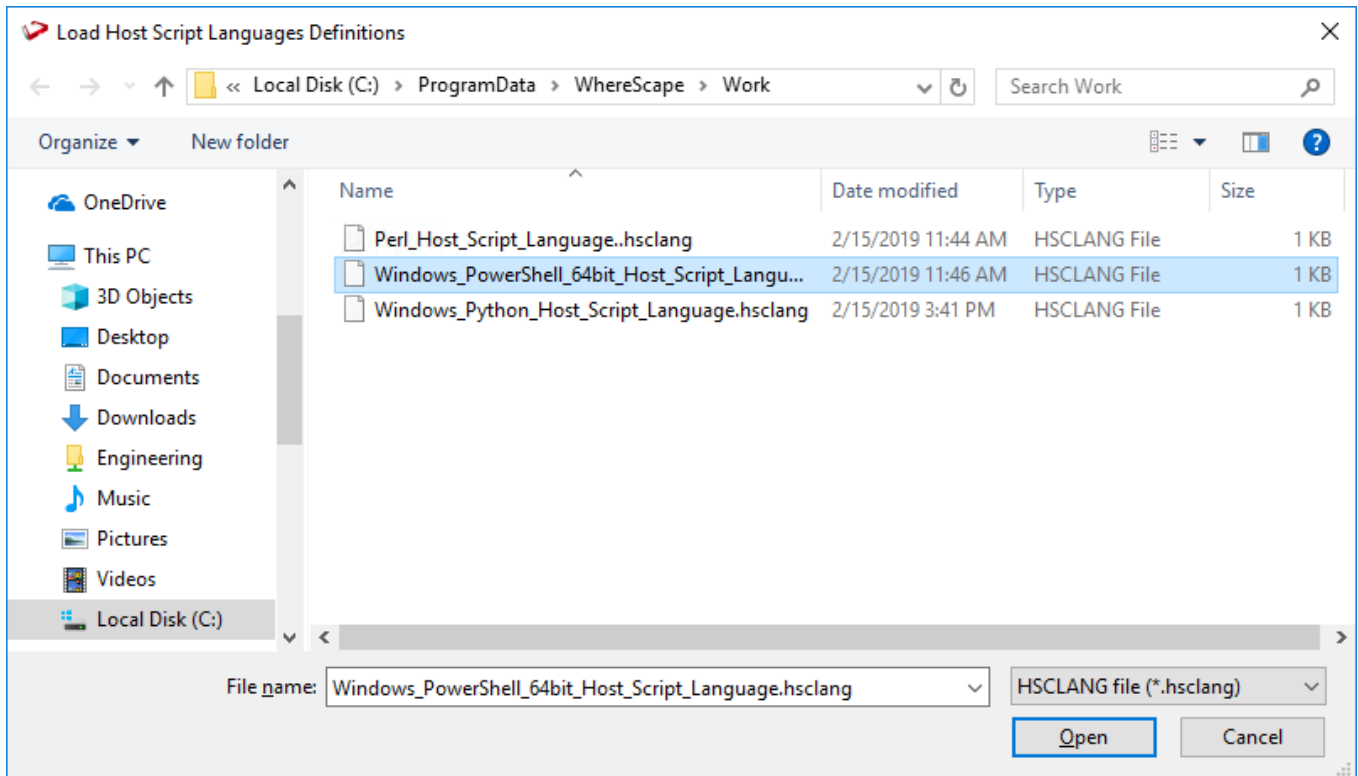 Load Host Script Languages Definitions
« Local Disk (C:) > ProgramData > WhereScape > Work
Search Work
Organize New folder
?
Name Date modified Type Size
OneDrive
This PC
3D Objects
Desktop
Documents
Downloads
Engineering
Music
Pictures
Videos
Local Disk (C:)
Perl_Host_Script_Language..hsclang 2/15/2019 11:44 AM HSCLANG File 1 KB
Windows_PowerShell_64bit_Host_Script_Langu... 2/15/2019 11:46 AM HSCLANG File 1 KB
Windows_Python_Host_Script_Language.hsclang 2/15/2019 3:41 PM HSCLANG File 1 KB
File name: Windows_PowerShell_64bit_Host_Script_Language.hsclang HSCLANG file (*.hsclang)
Open Cancel